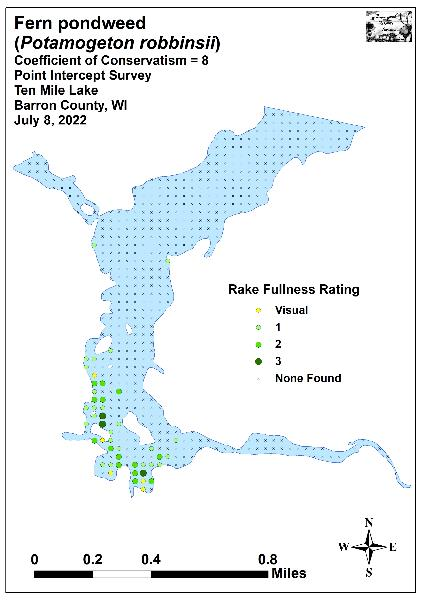 Fern pondweed
(Potamogeton robbinsii)
Coefficient of Conservatism = 8
Point Intercept Survey
Ten Mile Lake
Barron County, WI
July 8, 2022
Rake Fullness Rating
Visual
1
2
3
None Found
N
W E
S
0 0.2 0.4 0.8
Miles